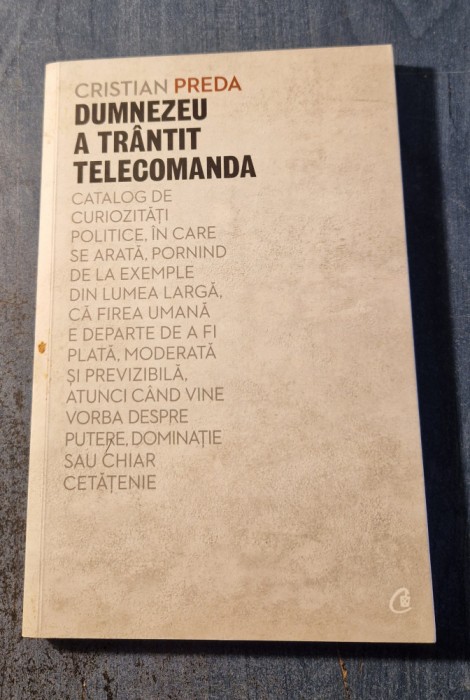 CRISTIAN PREDA
DUMNEZEU
A TRÂNTIT
TELECOMANDA
CATALOG DE
CURIOZITĂȚI
POLITICE, ÎN CARE
SE ARATĂ, PORNIND
DE LA EXEMPLE
DIN LUMEA LARGĂ,
CĂ FIREA UMANĂ
E DEPARTE DE A FI
PLATĂ, MODERATĂ
ȘI PREVIZIBILĂ,
ATUNCI CÂND VINE
VORBA DESPRE
PUTERE, DOMINAȚIE
SAU CHIAR
CETĂȚENIE